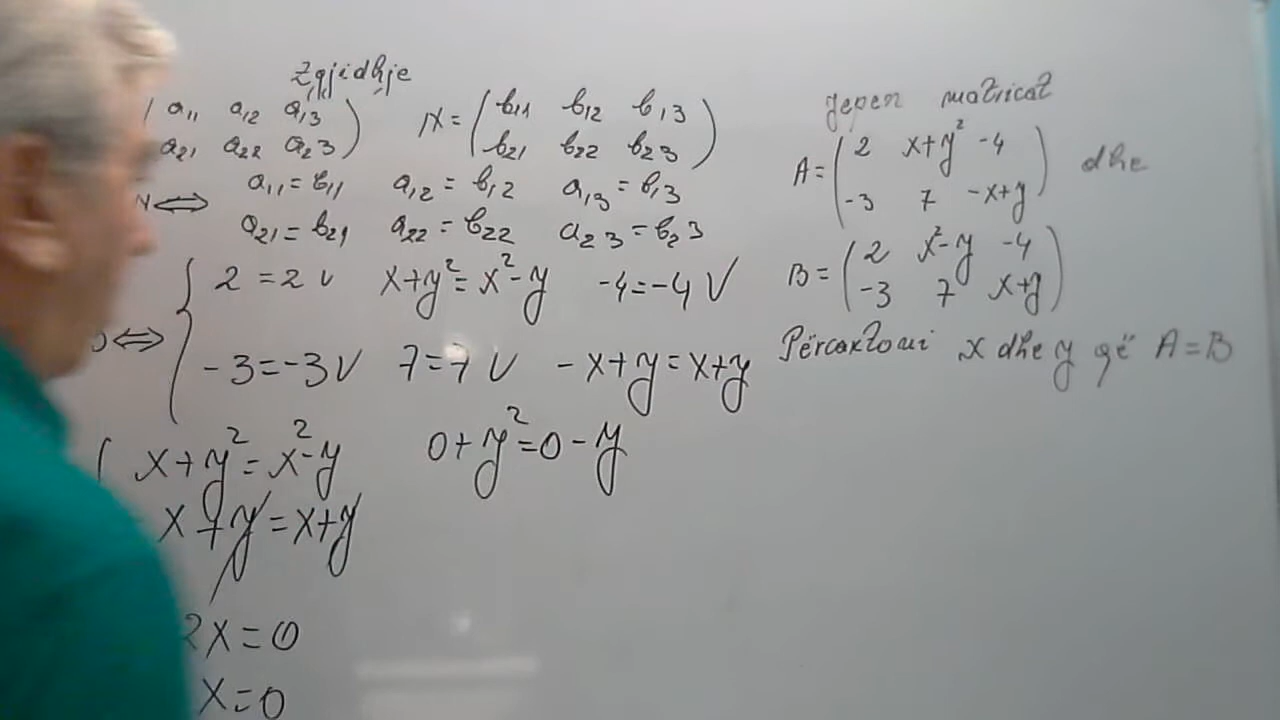 Zgjidhje
( a₁₁ a₁₂ a₁₃ )
a₂₁ a₂₂ a₂₃
N = ( b₁₁ b₁₂ b₁₃ )
b₂₁ b₂₂ b₂₃
N ⟺ a₁₁ = b₁₁ a₁₂ = b₁₂ a₁₃ = b₁₃
a₂₁ = b₂₁ a₂₂ = b₂₂ a₂₃ = b₂₃
⟺ { 2 = 2 ✓ x+y² = x²-y -4 = -4 ✓
-3 = -3 ✓ 7 = 7 ✓ -x+y = x+y
{ x+y² = x²-y 0+y² = 0-y
x+y = x+y
2x = 0
x = 0
Jepen matricat
A = ( 2 x+y² -4 ) dhe
-3 7 -x+y
B = ( 2 x²-y -4 )
-3 7 x+y
Përcaktoni x dhe y që A = B